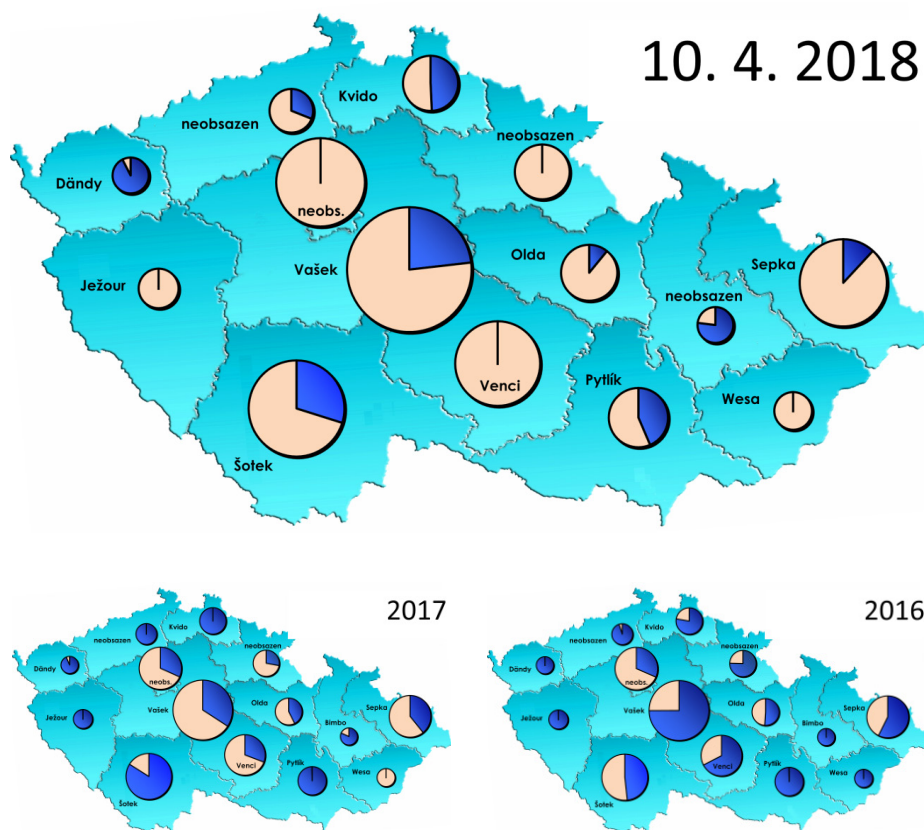 10. 4. 2018
Kvido
neobsazen
neobsazen
Dändy
neobs.
Vašek
Olda
Sepka
Ježour
neobsazen
Venci
Pytlík
Wesa
Šotek
2017
Kvido
neobsazen
neobsazen
Dändy
neobs.
Vašek
Olda
Sepka
Ježour
Bimbo
Venci
Pytlík
Wesa
Šotek
2016
Kvido
neobsazen
neobsazen
Dändy
neobs.
Vašek
Olda
Sepka
Ježour
Bimbo
Venci
Pytlík
Wesa
Šotek